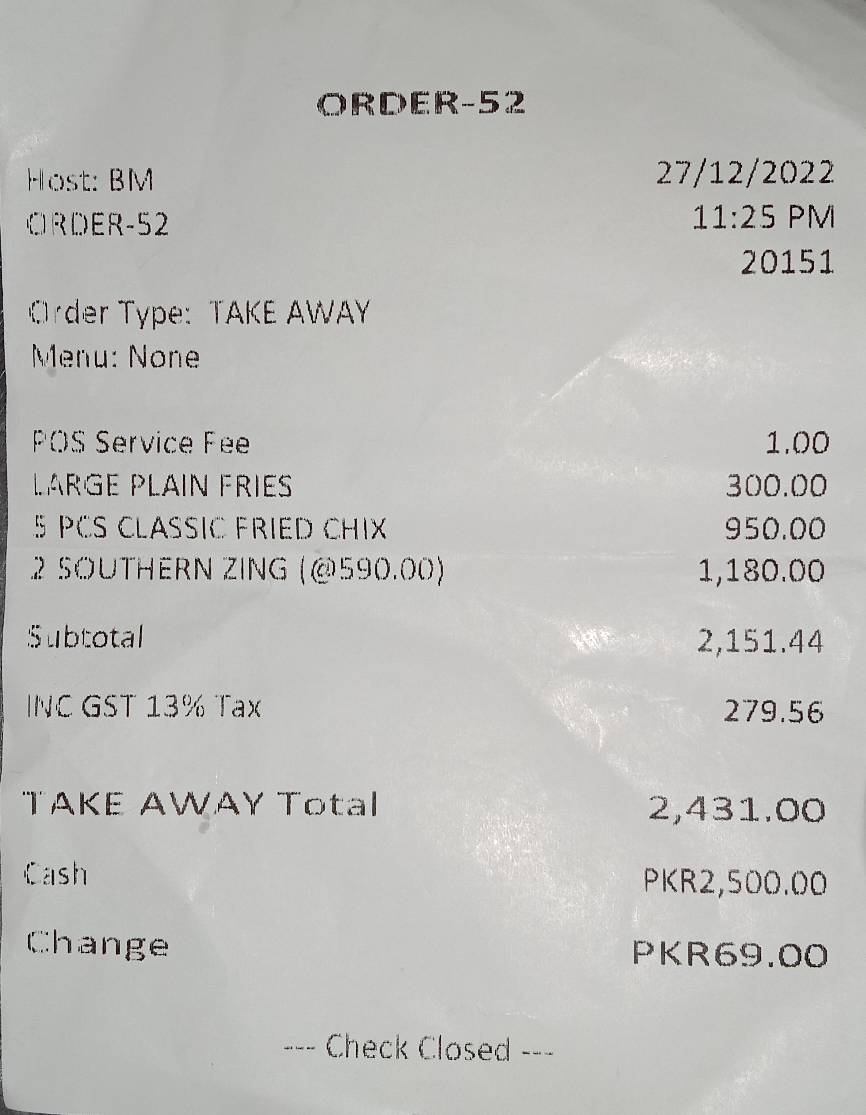 ORDER-52
Host: BM 27/12/2022
ORDER-52 11:25 PM
20151
Order Type: TAKE AWAY
Menu: None
POS Service Fee 1.00
LARGE PLAIN FRIES 300.00
5 PCS CLASSIC FRIED CHIX 950.00
2 SOUTHERN ZING (@590.00) 1,180.00
Subtotal 2,151.44
INC GST 13% Tax 279.56
TAKE AWAY Total 2,431.00
Cash PKR2,500.00
Change PKR69.00
--- Check Closed ---